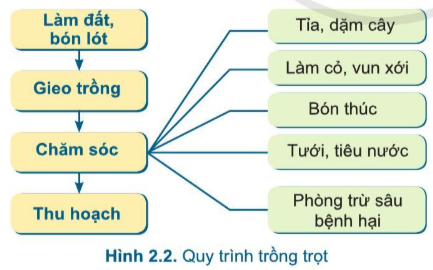 Làm đất,
bón lót
Gieo trồng
Chăm sóc
Thu hoạch
Tỉa, dặm cây
Làm cỏ, vun xới
Bón thúc
Tưới, tiêu nước
Phòng trừ sâu
bệnh hại
Hình 2.2. Quy trình trồng trọt